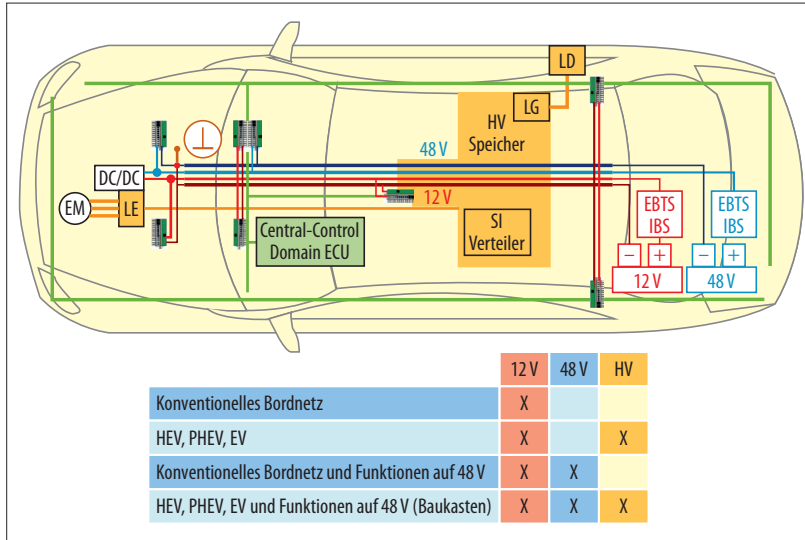 LD
LG
HV
Speicher
48 V
DC/DC
12 V
EM
LE
EBTS
IBS
EBTS
IBS
Central-Control
Domain ECU
SI
Verteiler
− +
− +
12 V
48 V
12 V 48 V HV
Konventionelles Bordnetz X
HEV, PHEV, EV X X
Konventionelles Bordnetz und Funktionen auf 48 V X X
HEV, PHEV, EV und Funktionen auf 48 V (Baukasten) X X X